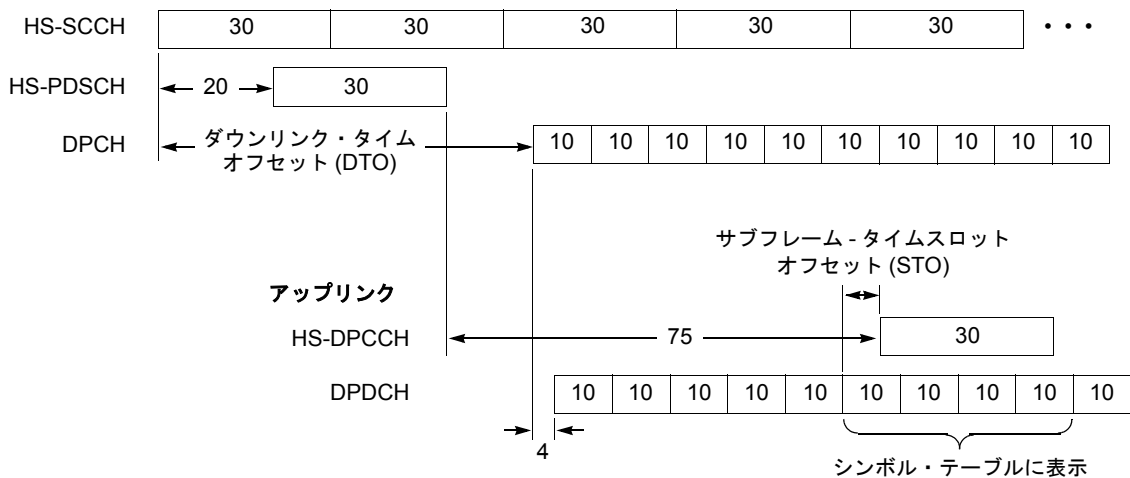 HS-SCCH 30 30 30 30 30 ・・・
HS-PDSCH 20 30
DPCH ダウンリンク・タイム 10 10 10 10 10 10 10 10 10 10
オフセット (DTO)
サブフレーム - タイムスロット
オフセット (STO)
アップリンク
HS-DPCCH 75 30
DPDCH 10 10 10 10 10 10 10 10 10 10
4
シンボル・テーブルに表示